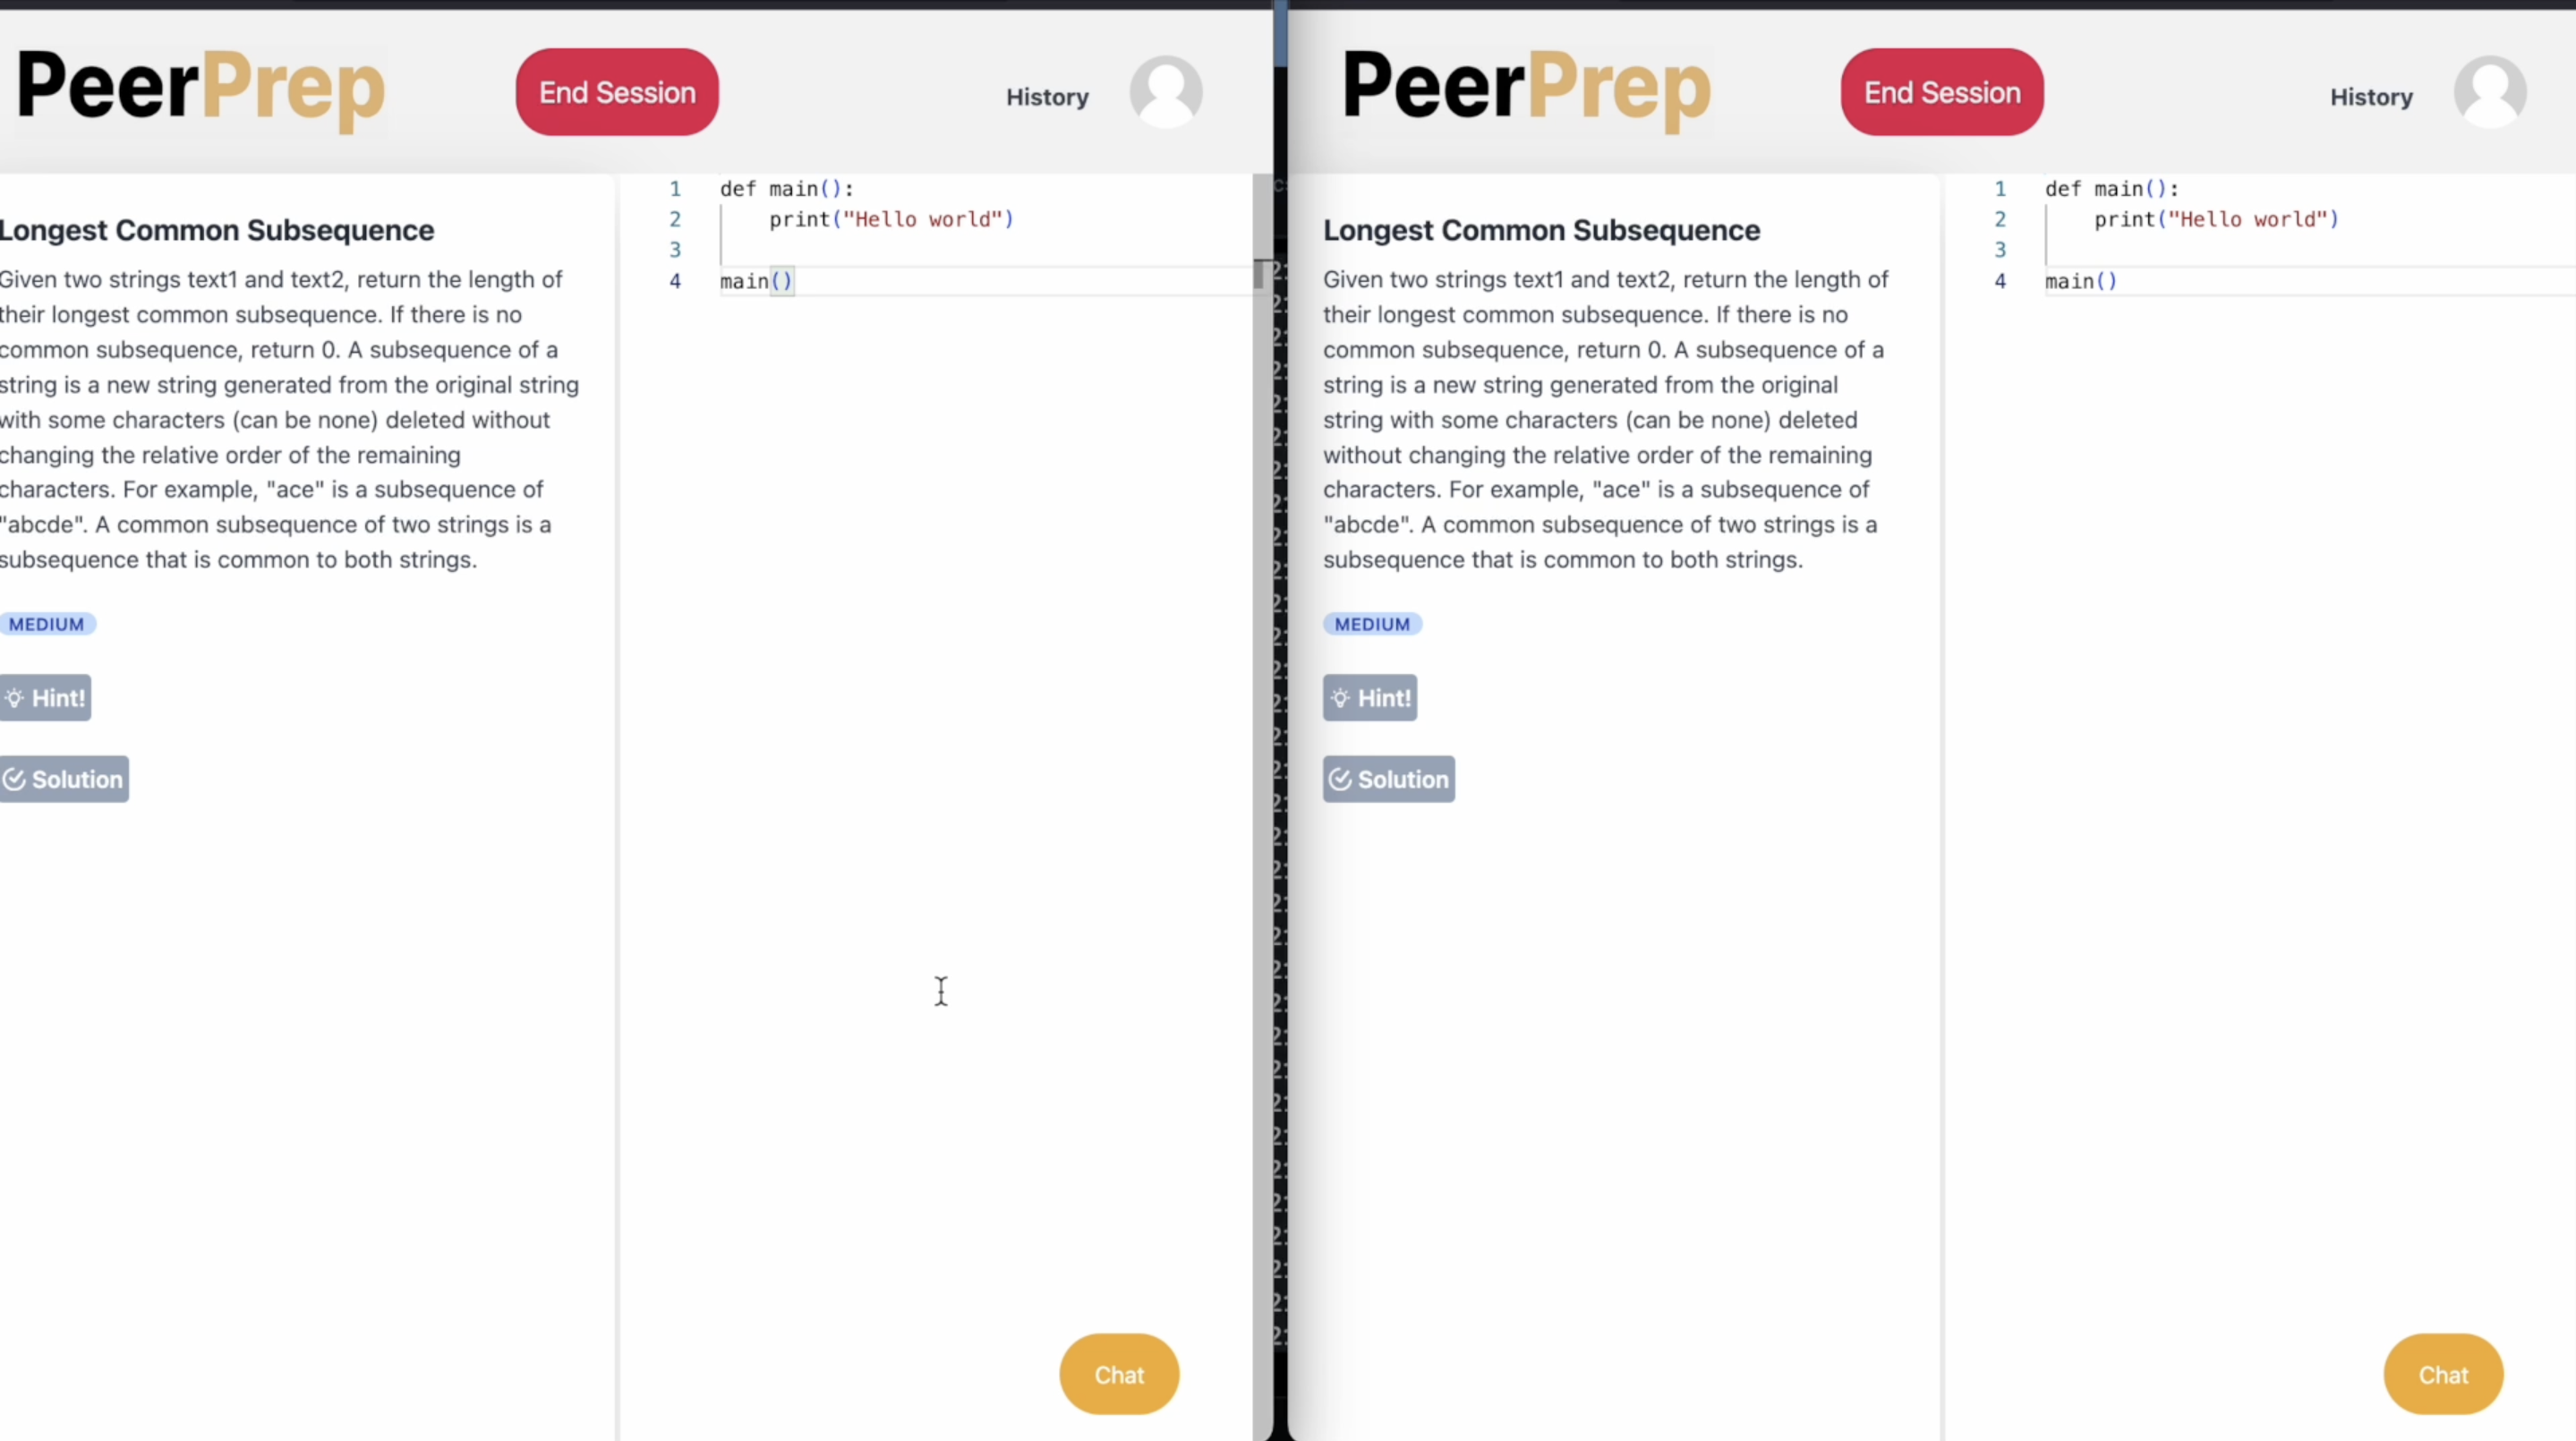 PeerPrep
End Session
History
Longest Common Subsequence
Given two strings text1 and text2, return the length of
their longest common subsequence. If there is no
common subsequence, return 0. A subsequence of a
string is a new string generated from the original string
with some characters (can be none) deleted without
changing the relative order of the remaining
characters. For example, "ace" is a subsequence of
"abcde". A common subsequence of two strings is a
subsequence that is common to both strings.
MEDIUM
Hint!
Solution
1 def main():
2     print("Hello world")
3
4 main()
Chat
PeerPrep
End Session
History
Longest Common Subsequence
Given two strings text1 and text2, return the length of
their longest common subsequence. If there is no
common subsequence, return 0. A subsequence of a
string is a new string generated from the original
string with some characters (can be none) deleted
without changing the relative order of the remaining
characters. For example, "ace" is a subsequence of
"abcde". A common subsequence of two strings is a
subsequence that is common to both strings.
MEDIUM
Hint!
Solution
1 def main():
2     print("Hello world")
3
4 main()
Chat